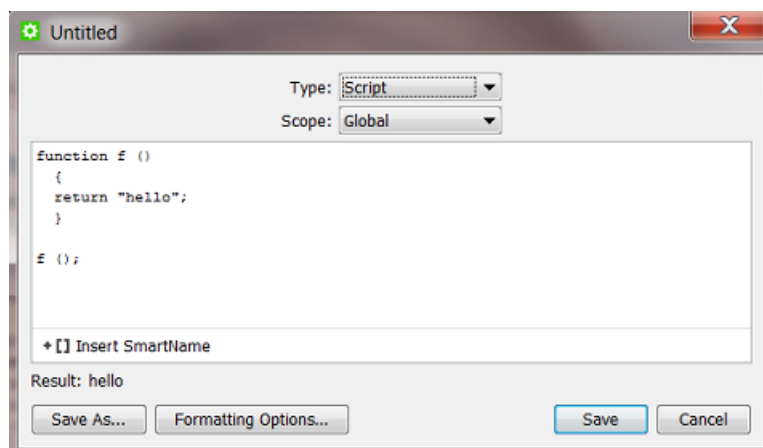 Untitled
Type: Script
Scope: Global
function f ()
{
return "hello";
}
f ();
+[] Insert SmartName
Result: hello
Save As... Formatting Options... Save Cancel